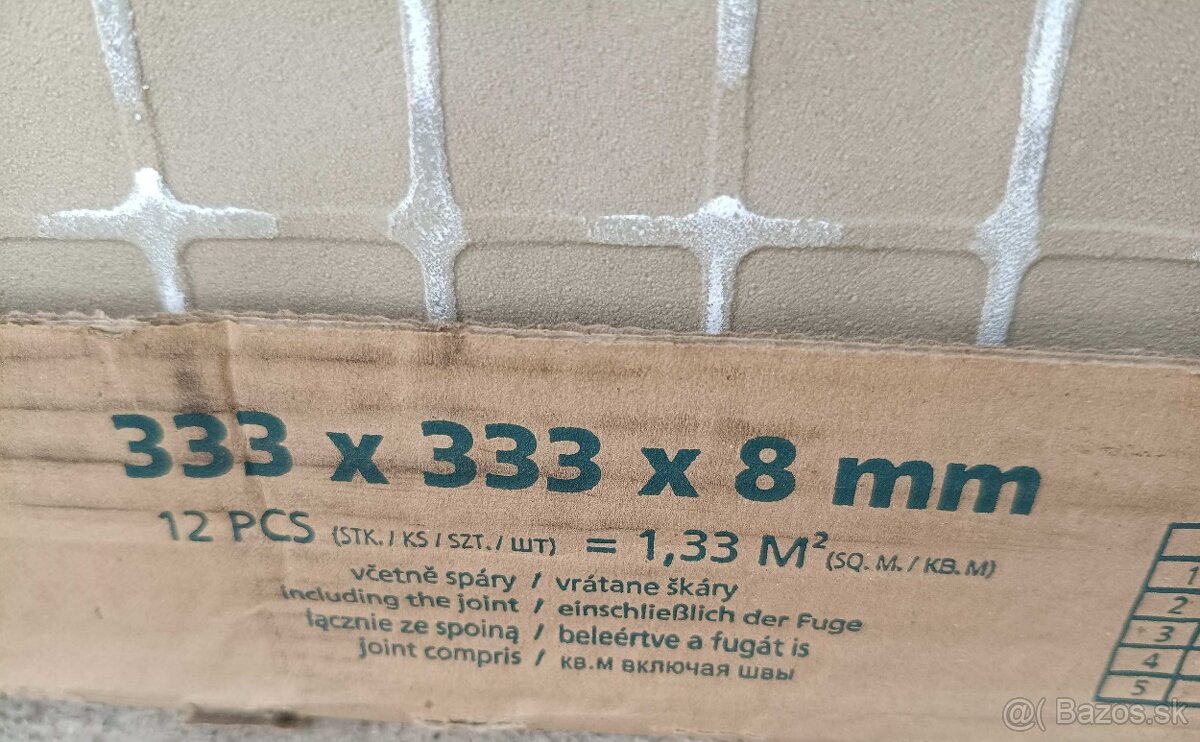 333 x 333 x 8 mm
12 PCS (STK. / KS / SZT. / ШТ) = 1,33 M² (SQ. M. / KB. M)
včetně spáry / vrátane škáry
including the joint / einschließlich der Fuge
łącznie ze spoiną / beleértve a fugát is
joint compris / кв.м включая швы
1
2
3
4
5
@( Bazos.sk